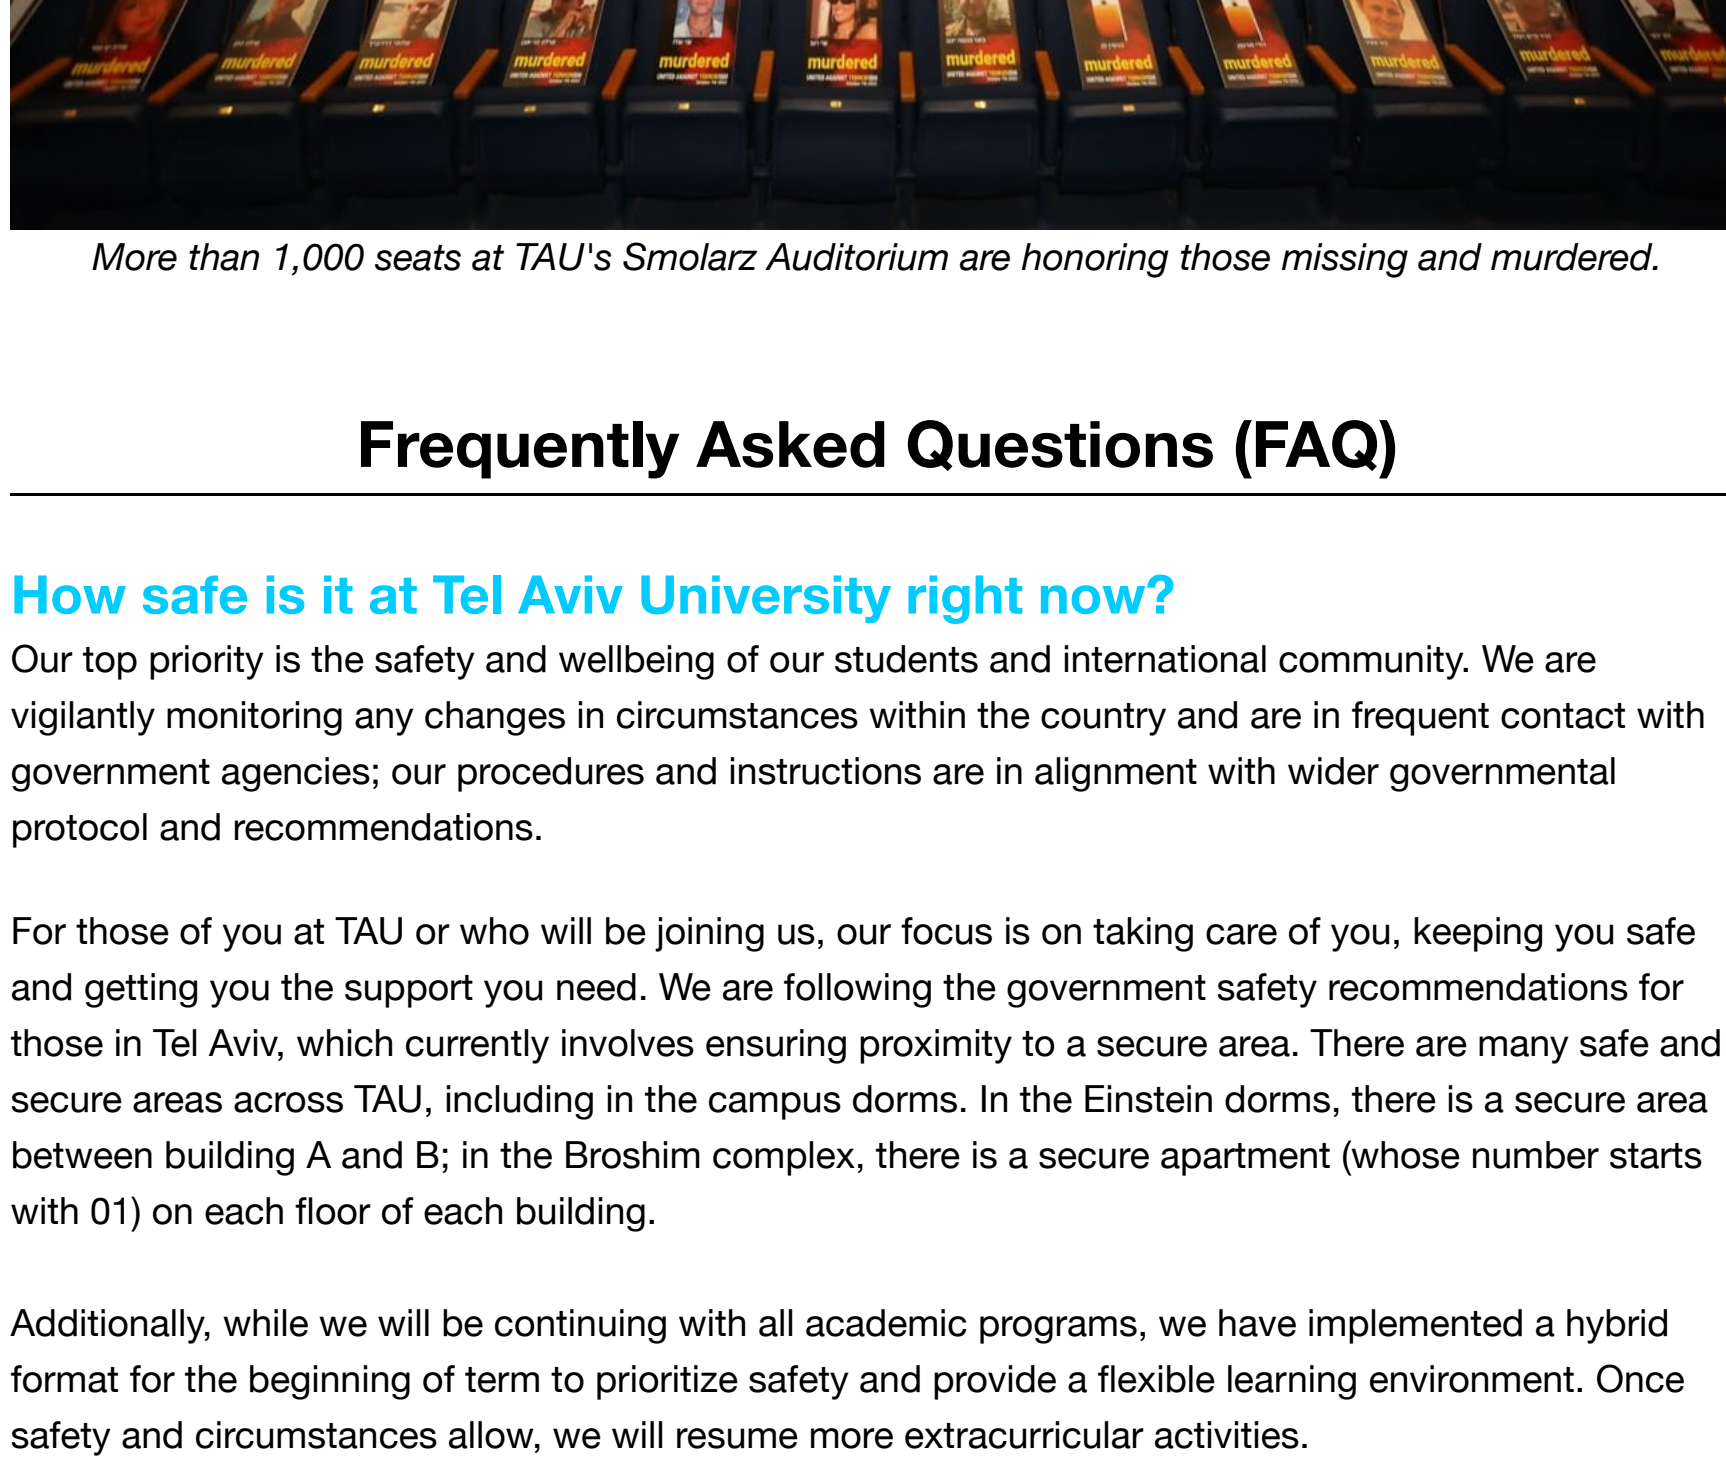 murdered murdered murdered murdered murdered murdered murdered murdered murdered murdered murdered murdered
More than 1,000 seats at TAU's Smolarz Auditorium are honoring those missing and murdered.
Frequently Asked Questions (FAQ)
How safe is it at Tel Aviv University right now?
Our top priority is the safety and wellbeing of our students and international community. We are
vigilantly monitoring any changes in circumstances within the country and are in frequent contact with
government agencies; our procedures and instructions are in alignment with wider governmental
protocol and recommendations.
For those of you at TAU or who will be joining us, our focus is on taking care of you, keeping you safe
and getting you the support you need. We are following the government safety recommendations for
those in Tel Aviv, which currently involves ensuring proximity to a secure area. There are many safe and
secure areas across TAU, including in the campus dorms. In the Einstein dorms, there is a secure area
between building A and B; in the Broshim complex, there is a secure apartment (whose number starts
with 01) on each floor of each building.
Additionally, while we will be continuing with all academic programs, we have implemented a hybrid
format for the beginning of term to prioritize safety and provide a flexible learning environment. Once
safety and circumstances allow, we will resume more extracurricular activities.